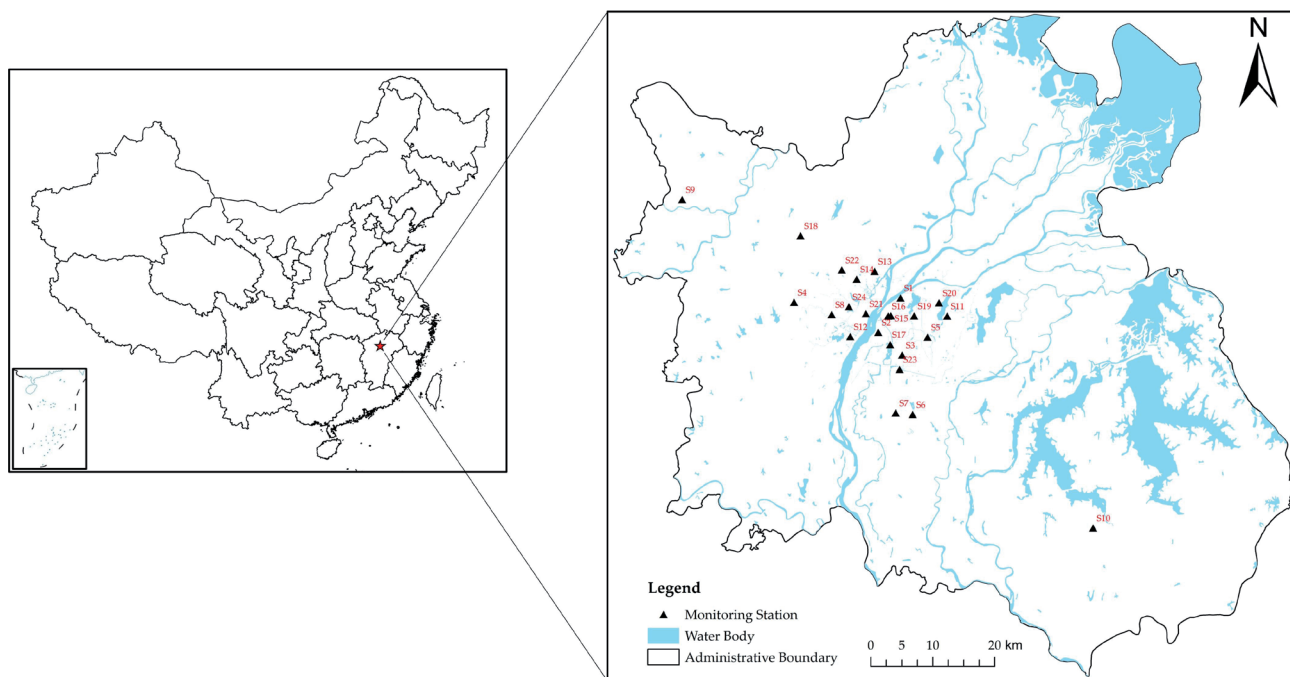 N
S9
S18
S22
S13
S14
S4
S1
S20
S24
S21
S16
S19
S11
S8
S15
S2
S12
S17
S5
S3
S23
S7
S6
S10
Legend
Monitoring Station
Water Body
Administrative Boundary
0 5 10 20 km